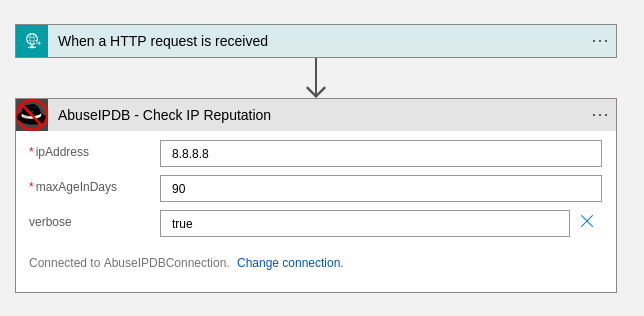 When a HTTP request is received
AbuseIPDB - Check IP Reputation
*ipAddress 8.8.8.8
*maxAgeInDays 90
verbose true
Connected to AbuseIPDBConnection. Change connection.